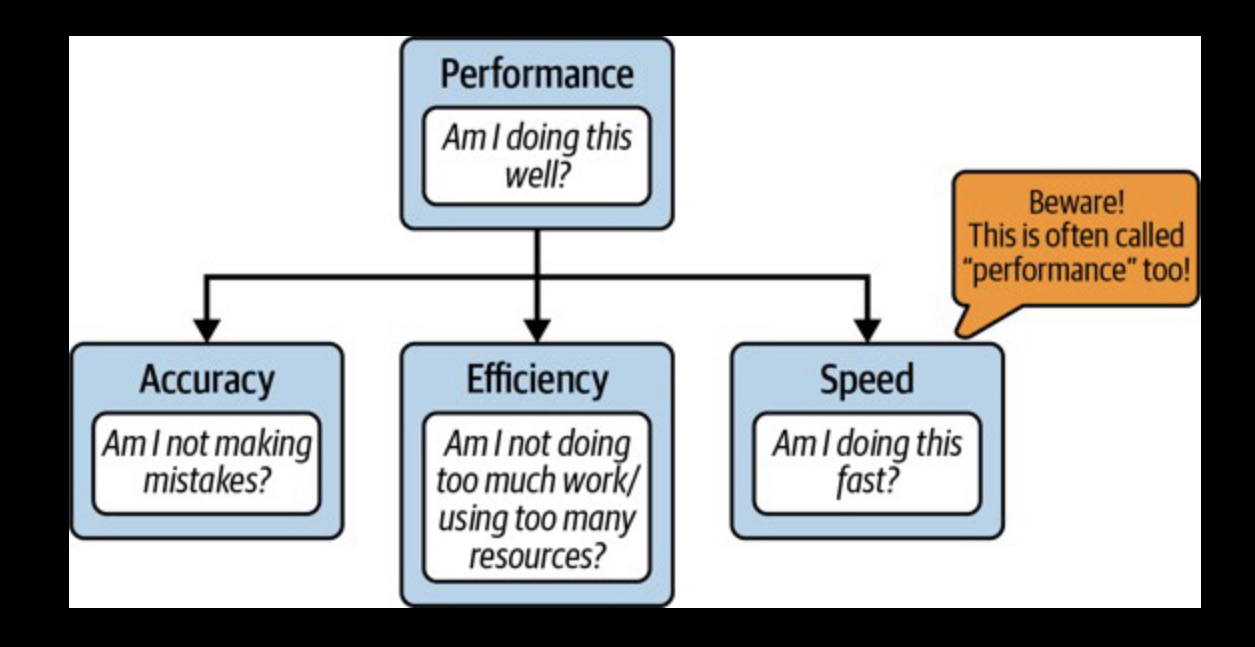 Performance
Am I doing this
well?
Beware!
This is often called
“performance” too!
Accuracy
Am I not making
mistakes?
Efficiency
Am I not doing
too much work/
using too many
resources?
Speed
Am I doing this
fast?